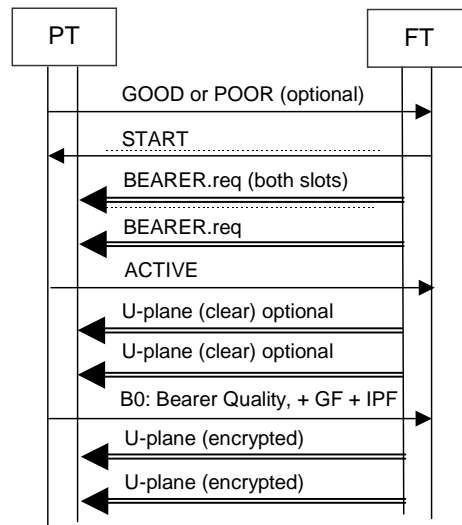 PT
FT
GOOD or POOR (optional)
START
BEARER.req (both slots)
BEARER.req
ACTIVE
U-plane (clear) optional
U-plane (clear) optional
B0: Bearer Quality, + GF + IPF
U-plane (encrypted)
U-plane (encrypted)